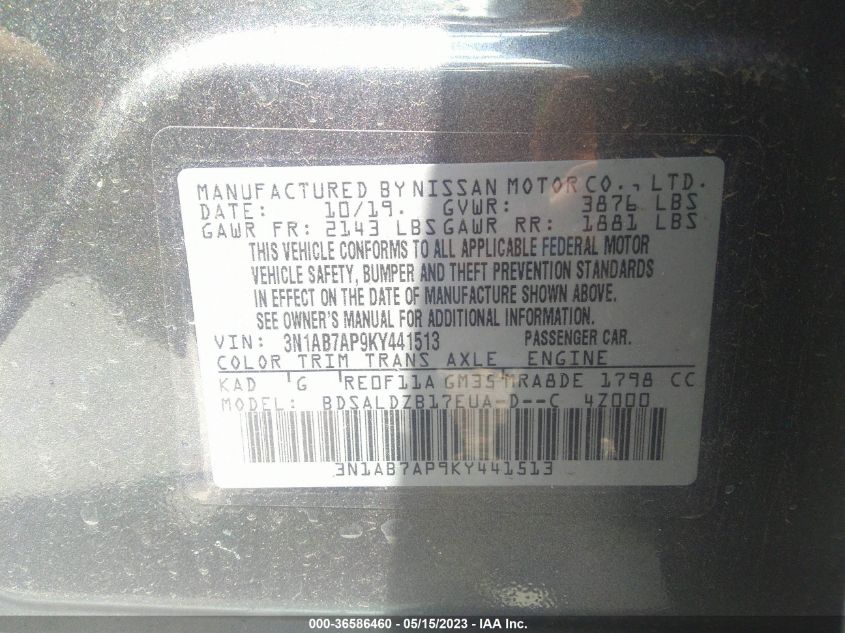 MANUFACTURED BY NISSAN MOTOR CO., LTD.
DATE: 10/19. GVWR: 3876 LBS
GAWR FR: 2143 LBS GAWR RR: 1881 LBS
THIS VEHICLE CONFORMS TO ALL APPLICABLE FEDERAL MOTOR
VEHICLE SAFETY, BUMPER AND THEFT PREVENTION STANDARDS
IN EFFECT ON THE DATE OF MANUFACTURE SHOWN ABOVE.
SEE OWNER'S MANUAL FOR ADDITIONAL INFORMATION.
VIN: 3N1AB7AP9KY441513 PASSENGER CAR.
COLOR TRIM TRANS AXLE ENGINE
KAD G RE0F11A GM354 MRA8DE 1798 CC
MODEL: BDSALDZB17EUA-D--C 4Z000
3N1AB7AP9KY441513
000-36586460 - 05/15/2023 - IAA Inc.